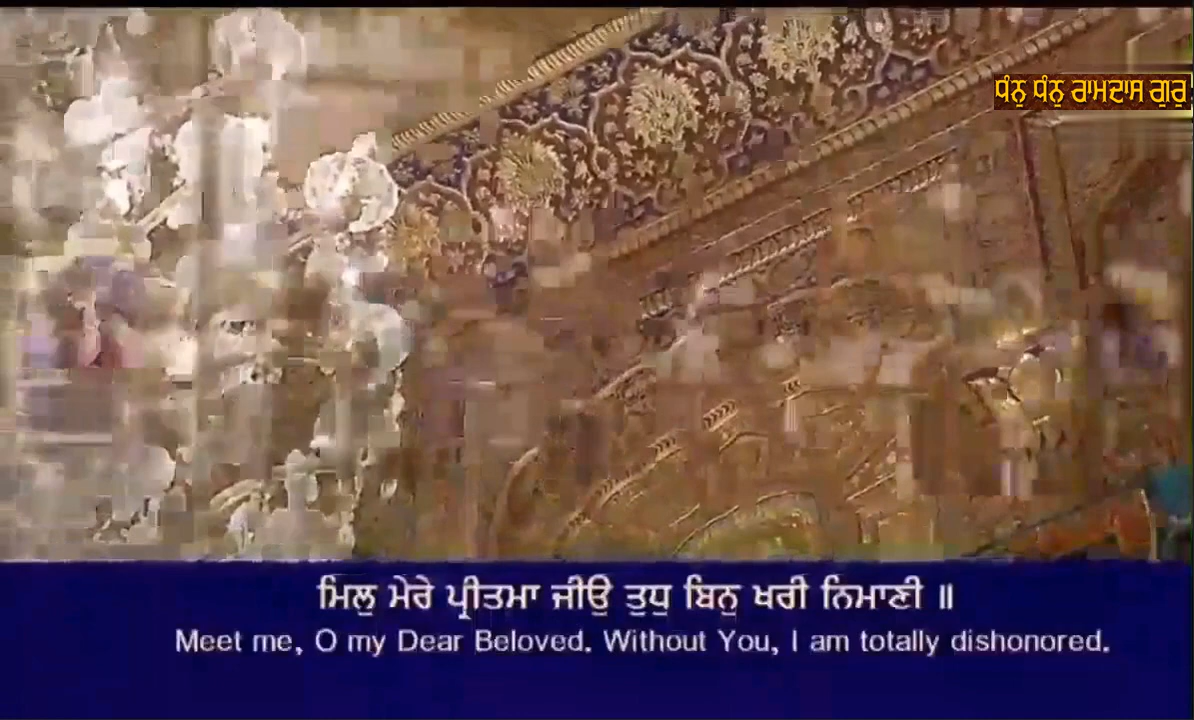 ਧੰਨੁ ਧੰਨੁ ਰਾਮਦਾਸ ਗੁਰੁ
ਮਿਲੁ ਮੇਰੇ ਪ੍ਰੀਤਮਾ ਜੀਉ ਤੁਧੁ ਬਿਨੁ ਖਰੀ ਨਿਮਾਣੀ ॥
Meet me, O my Dear Beloved. Without You, I am totally dishonored.